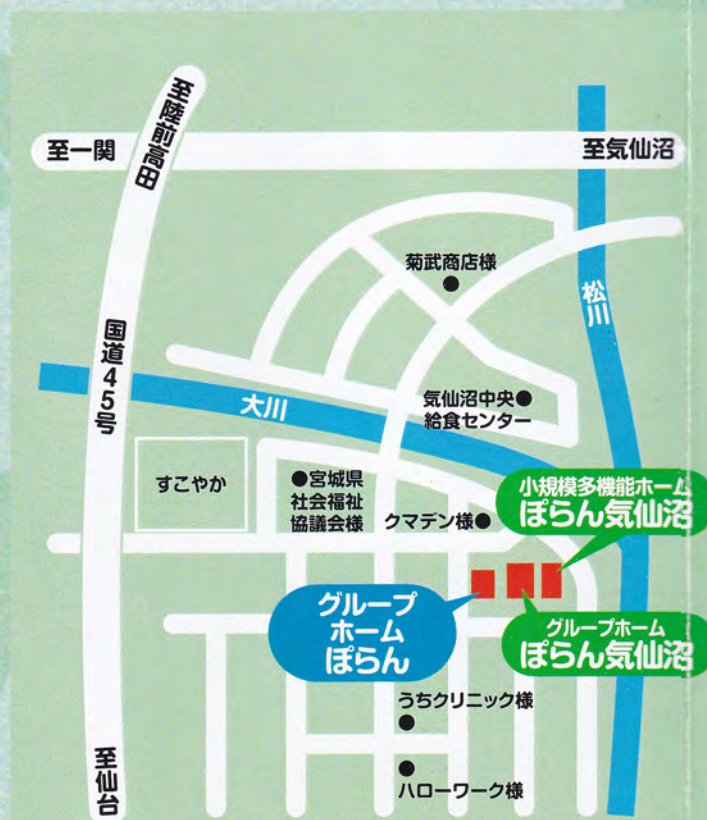 至陸前高田
至一関
至気仙沼
菊武商店様
松川
国道45号
大川
気仙沼中央
給食センター
すこやか
宮城県
社会福祉
協議会様
クマデン様
小規模多機能ホーム
ぽらん気仙沼
グループ
ホーム
ぽらん
グループホーム
ぽらん気仙沼
うちクリニック様
ハローワーク様
至仙台